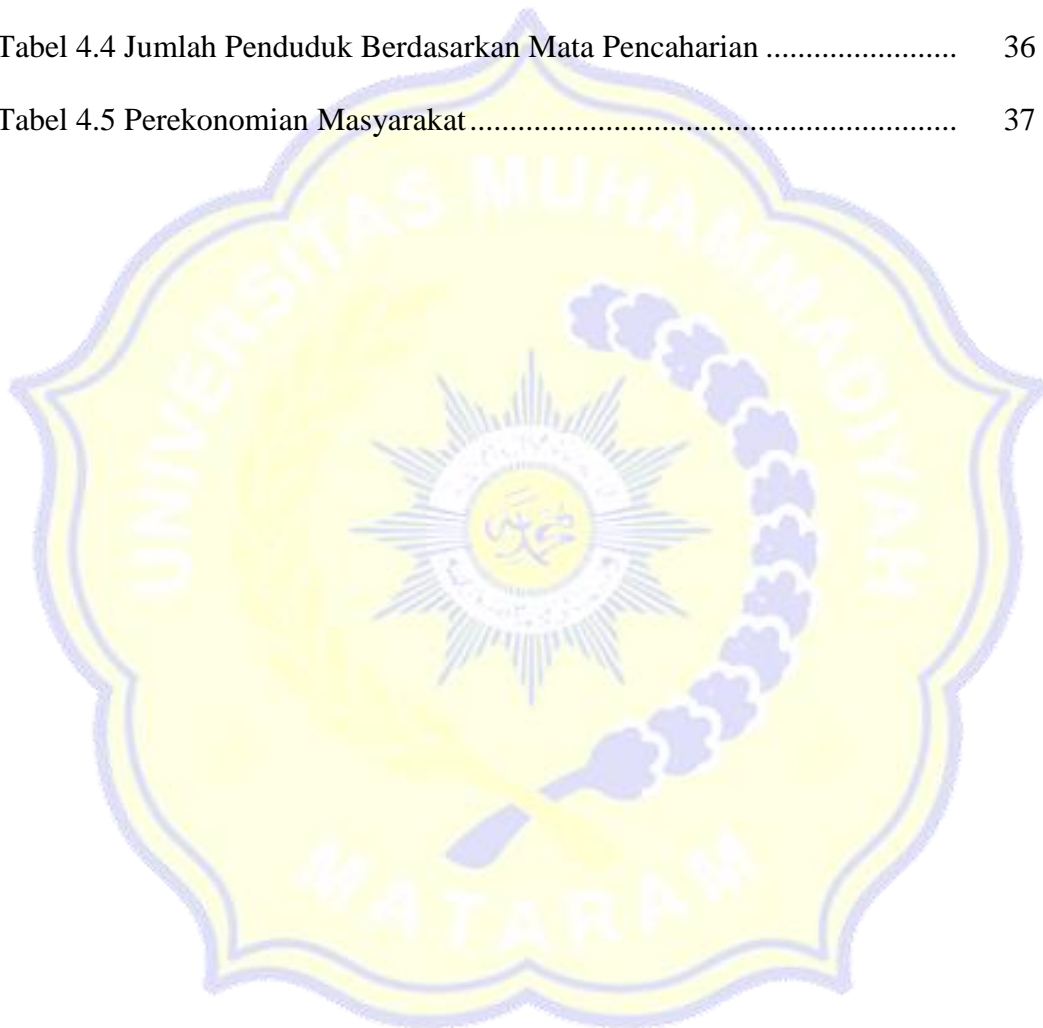 Tabel 4.4 Jumlah Penduduk Berdasarkan Mata Pencaharian ........................ 36
Tabel 4.5 Perekonomian Masyarakat ............................................................. 37
UNIVERSITAS MUHAMMADIYAH
MATARAM